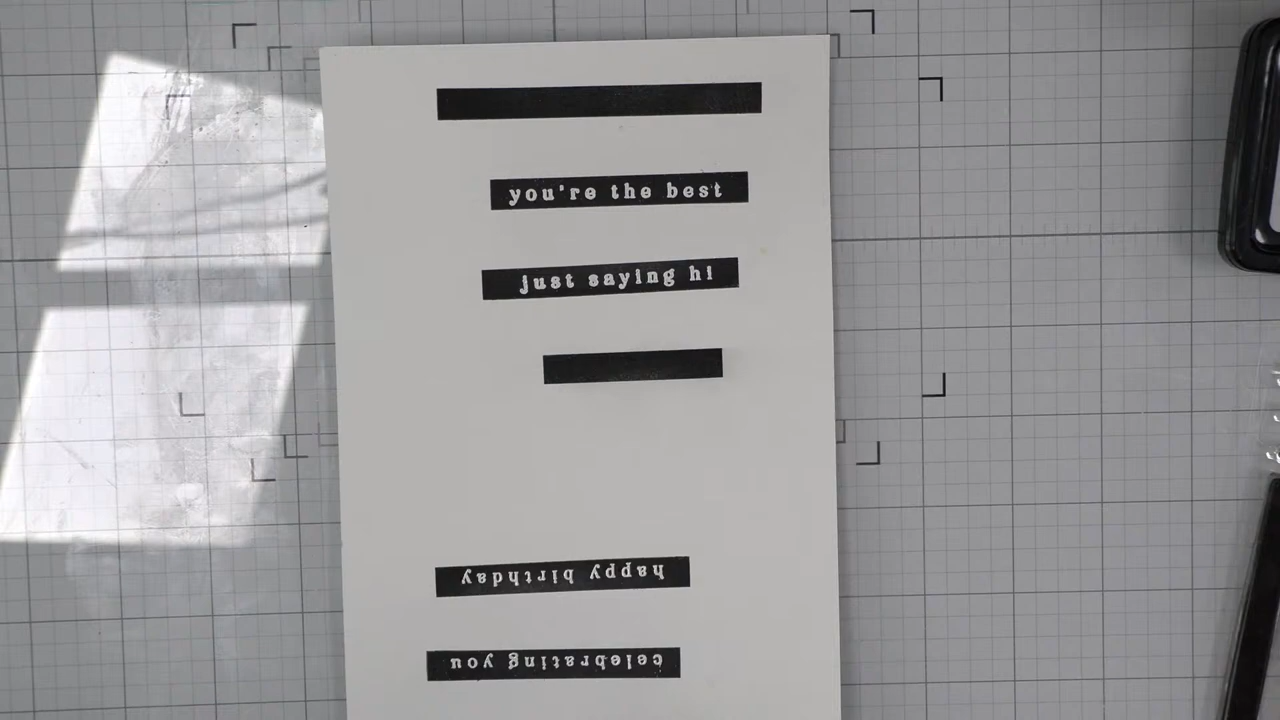 you're the best
just saying hi
happy birthday
celebrating you